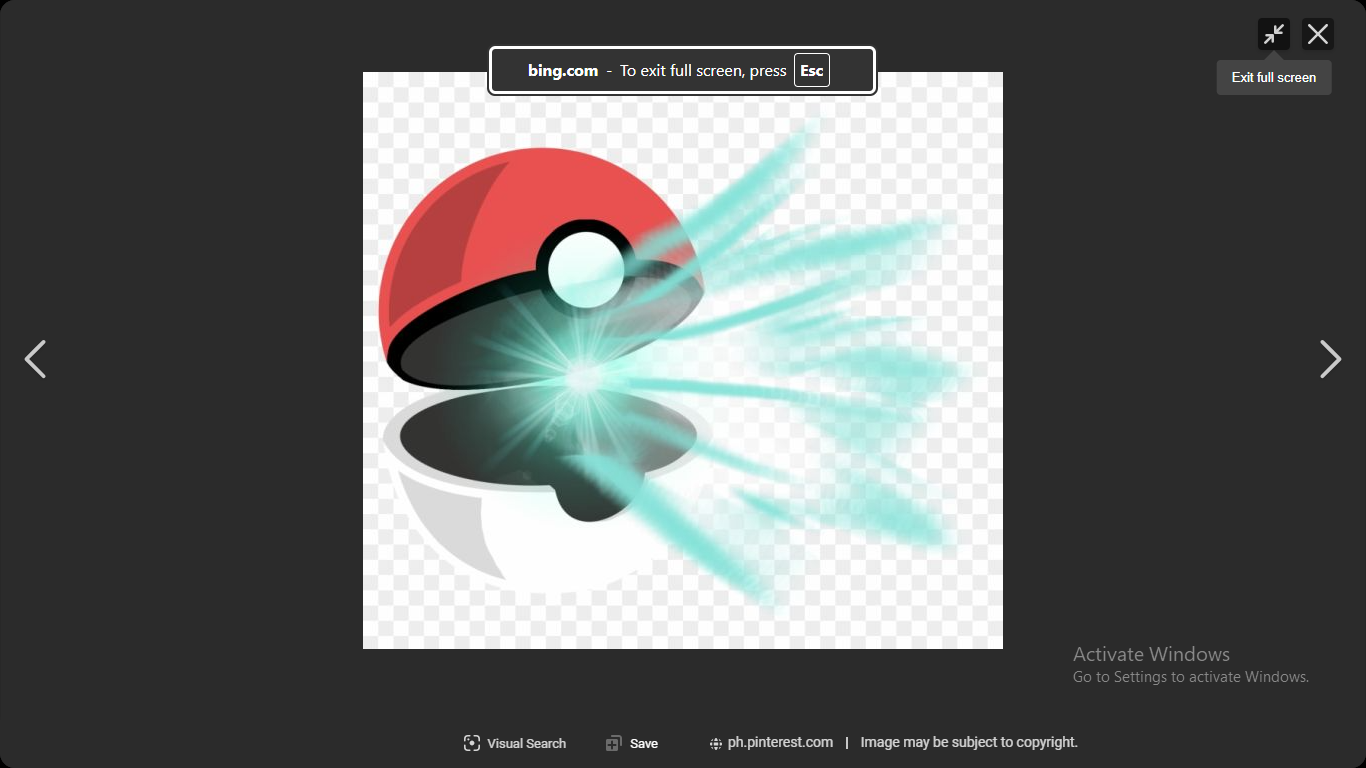 bing.com - To exit full screen, press Esc
Exit full screen
Activate Windows
Go to Settings to activate Windows.
Visual Search
Save
ph.pinterest.com | Image may be subject to copyright.